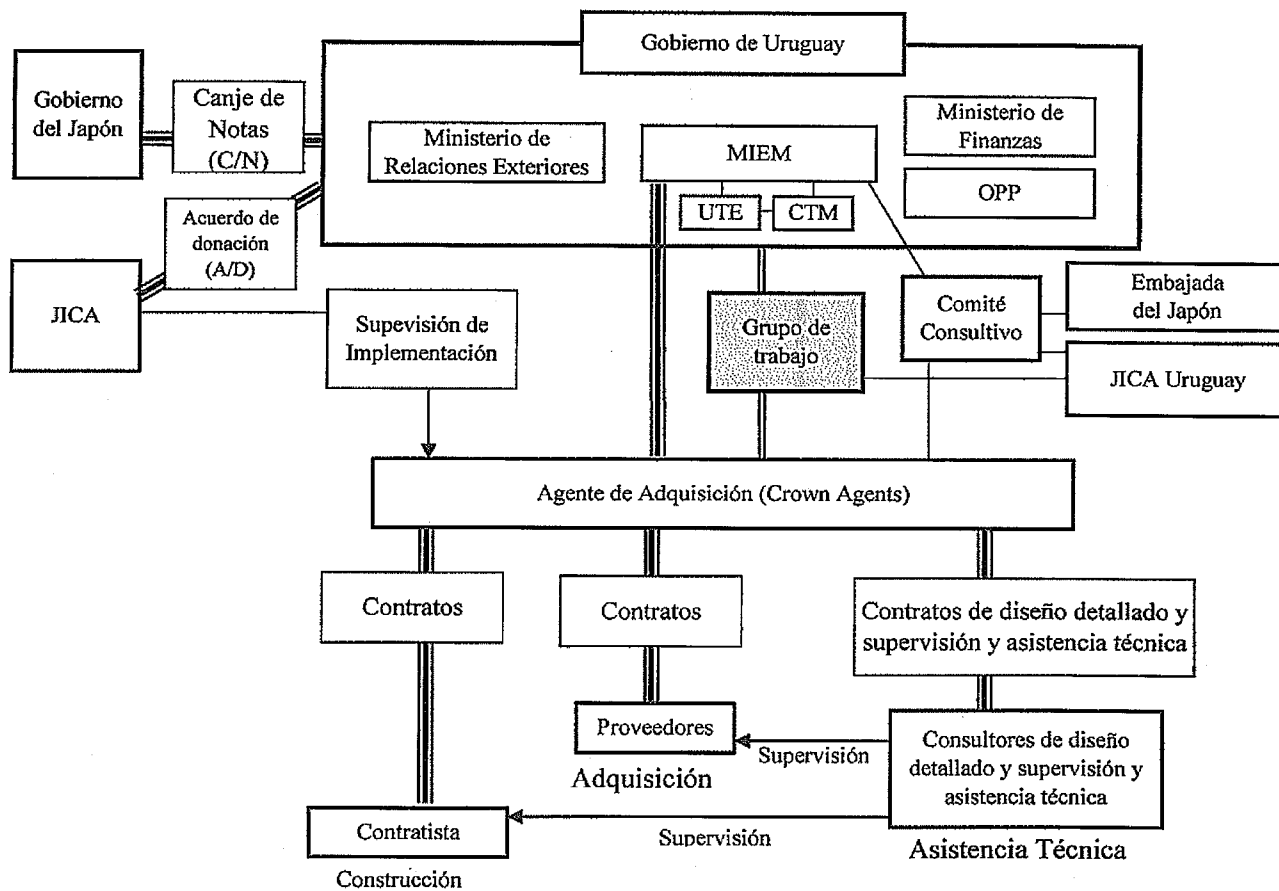 Gobierno de Uruguay
Gobierno
del Japón
Canje de
Notas
(C/N)
Ministerio de
Relaciones Exteriores
MIEM
UTE
CTM
Ministerio de
Finanzas
OPP
Acuerdo de
donación
(A/D)
JICA
Supevisión de
Implementación
Grupo de
trabajo
Comité
Consultivo
Embajada
del Japón
JICA Uruguay
Agente de Adquisición (Crown Agents)
Contratos
Contratos
Contratos de diseño detallado y
supervisión y asistencia técnica
Proveedores
Supervisión
Consultores de diseño
detallado y supervisión y
asistencia técnica
Adquisición
Contratista
Supervisión
Asistencia Técnica
Construcción